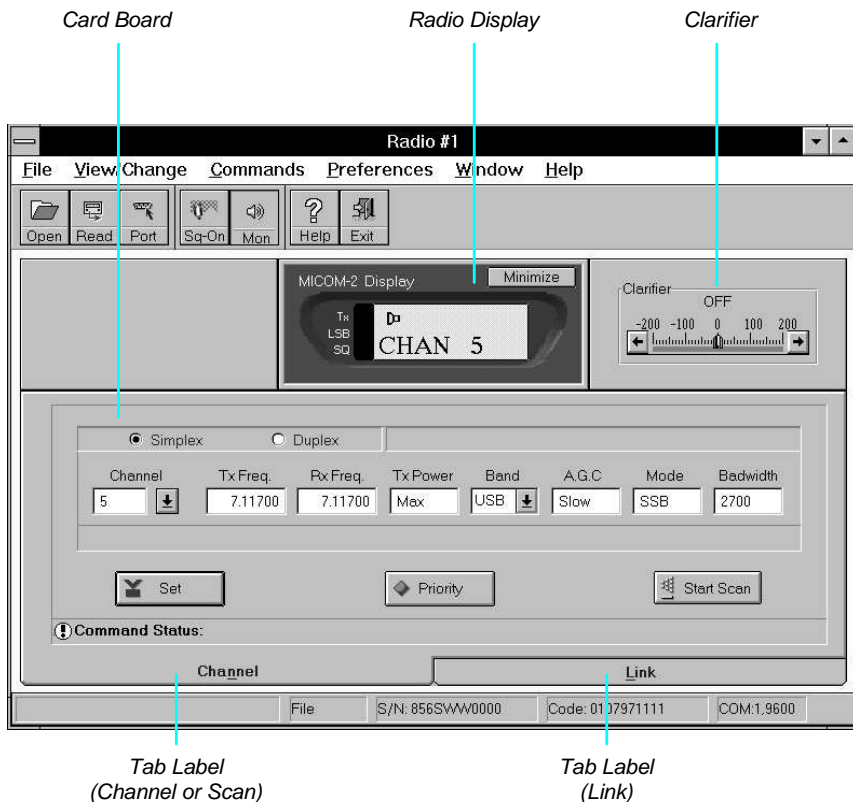 Card Board Radio Display Clarifier
Radio #1
File View/Change Commands Preferences Window Help
Open Read Port Sq-On Mon Help Exit
MICOM-2 Display Minimize
Tx
LSB
SQ
CHAN 5
Clarifier
OFF
-200 -100 0 100 200
Simplex Duplex
Channel Tx Freq. Rx Freq. Tx Power Band A.G.C Mode Badwidth
5 7.11700 7.11700 Max USB Slow SSB 2700
Set Priority Start Scan
Command Status:
Channel Link
File S/N: 856SWW0000 Code: 0107971111 COM:1,9600
Tab Label
(Channel or Scan)
Tab Label
(Link)